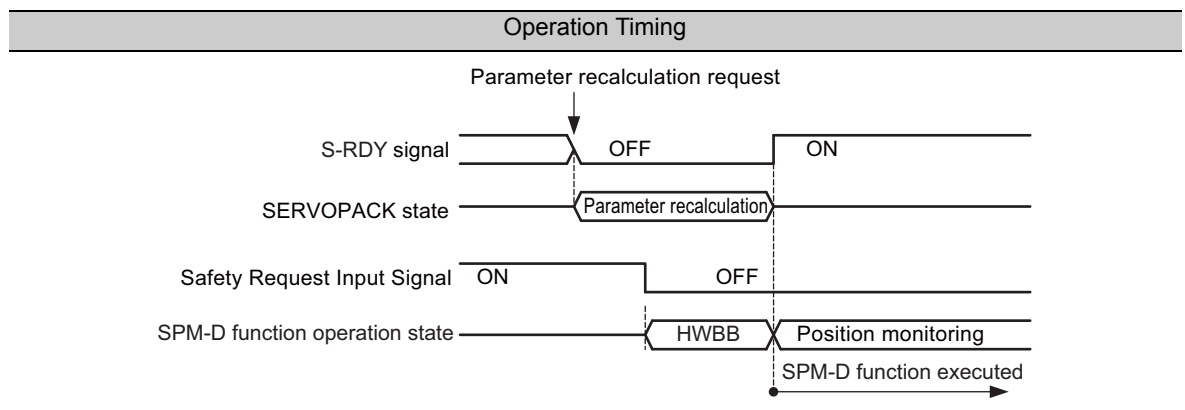 Operation Timing
Parameter recalculation request
S-RDY signal OFF ON
SERVOPACK state Parameter recalculation
Safety Request Input Signal ON OFF
SPM-D function operation state HWBB Position monitoring
SPM-D function executed